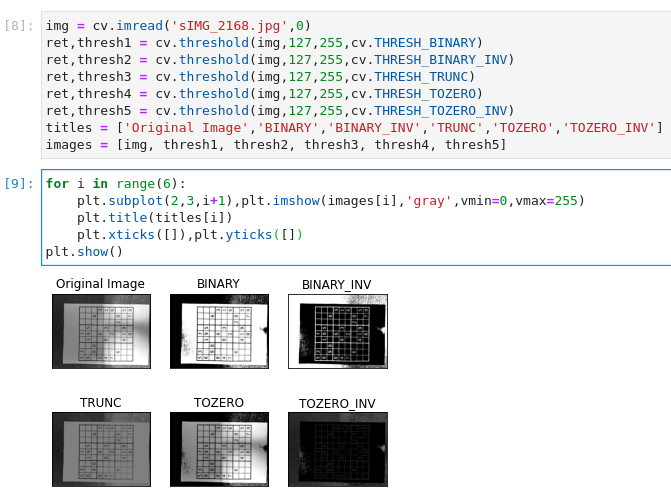 [8]: img = cv.imread('sIMG_2168.jpg',0)
ret,thresh1 = cv.threshold(img,127,255,cv.THRESH_BINARY)
ret,thresh2 = cv.threshold(img,127,255,cv.THRESH_BINARY_INV)
ret,thresh3 = cv.threshold(img,127,255,cv.THRESH_TRUNC)
ret,thresh4 = cv.threshold(img,127,255,cv.THRESH_TOZERO)
ret,thresh5 = cv.threshold(img,127,255,cv.THRESH_TOZERO_INV)
titles = ['Original Image','BINARY','BINARY_INV','TRUNC','TOZERO','TOZERO_INV']
images = [img, thresh1, thresh2, thresh3, thresh4, thresh5]
[9]: for i in range(6):
plt.subplot(2,3,i+1),plt.imshow(images[i],'gray',vmin=0,vmax=255)
plt.title(titles[i])
plt.xticks([]),plt.yticks([])
plt.show()
Original Image BINARY BINARY_INV
TRUNC TOZERO TOZERO_INV